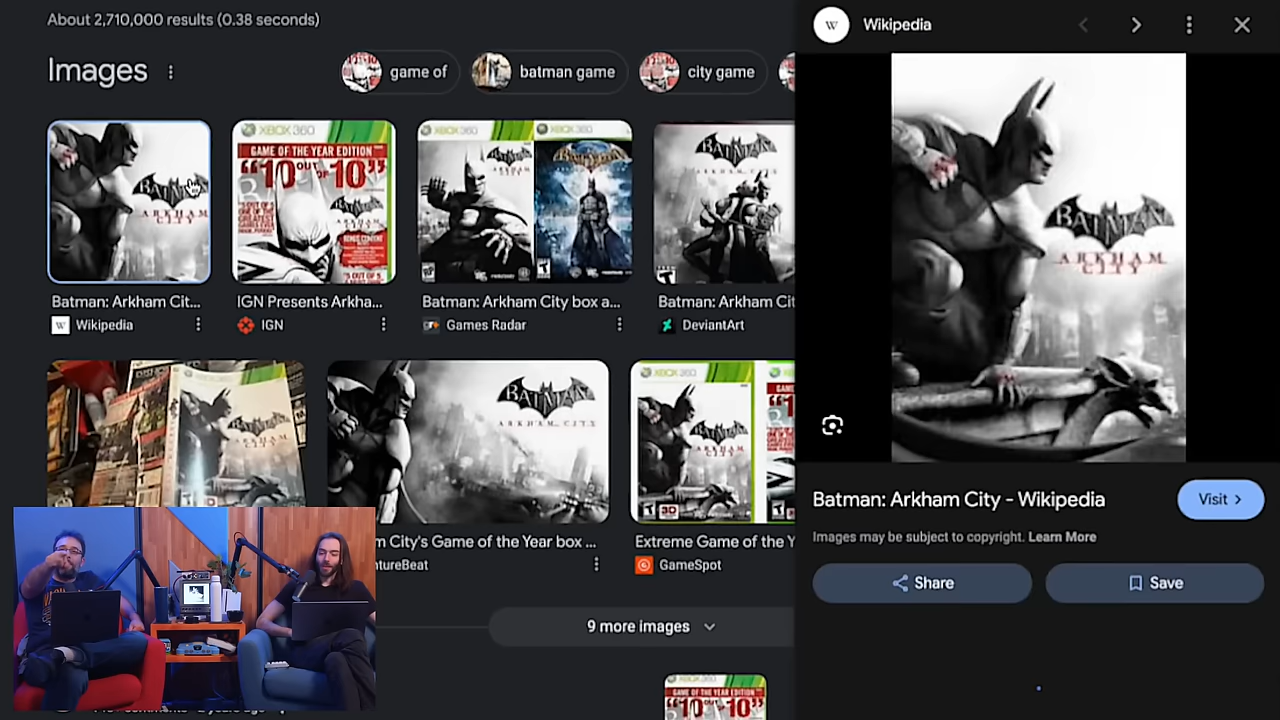 About 2,710,000 results (0.38 seconds)
Images
game of
batman game
city game
XBOX 360
GAME OF THE YEAR EDITION
"10 OUT OF 10"
BATMAN
ARKHAM CITY
Batman: Arkham Cit...
Wikipedia
IGN Presents Arkha...
IGN
Batman: Arkham City box a...
Games Radar
Batman: Arkham Cit
DeviantArt
BATMAN
ARKHAM CITY
XBOX 360
m City's Game of the Year box ...
ntureBeat
Extreme Game of the Y
GameSpot
9 more images
GAME OF THE YEAR EDITION
"10 OUT OF 10"
W
Wikipedia
BATMAN
ARKHAM
CITY
Batman: Arkham City - Wikipedia
Visit
Images may be subject to copyright. Learn More
Share
Save